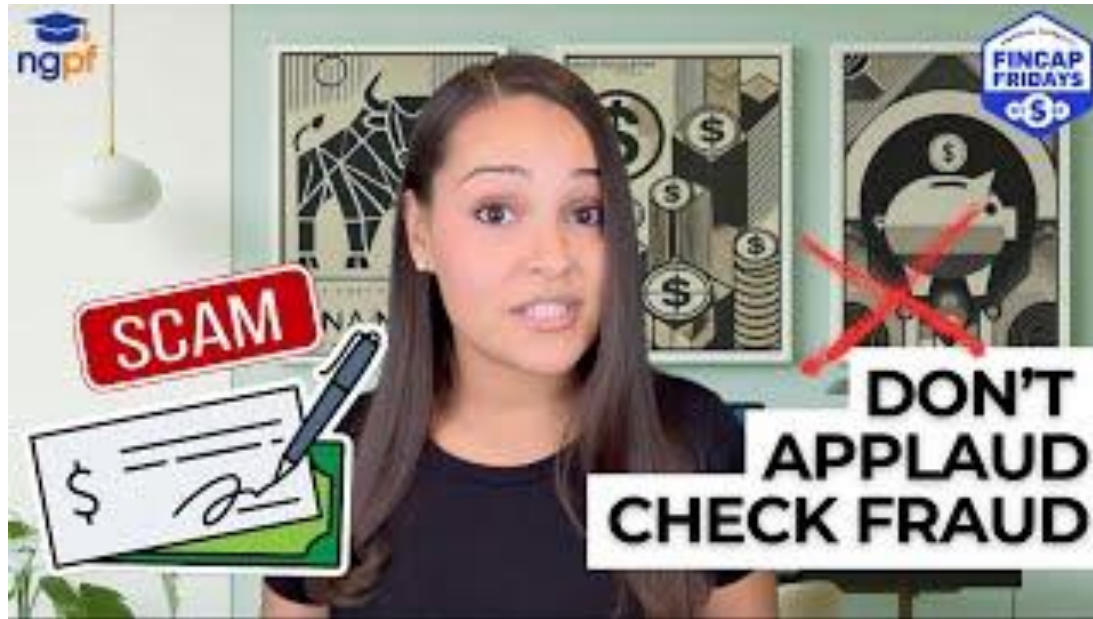 ngpf
FINCAP
FRIDAYS
SCAM
DON'T
APPLAUD
CHECK FRAUD